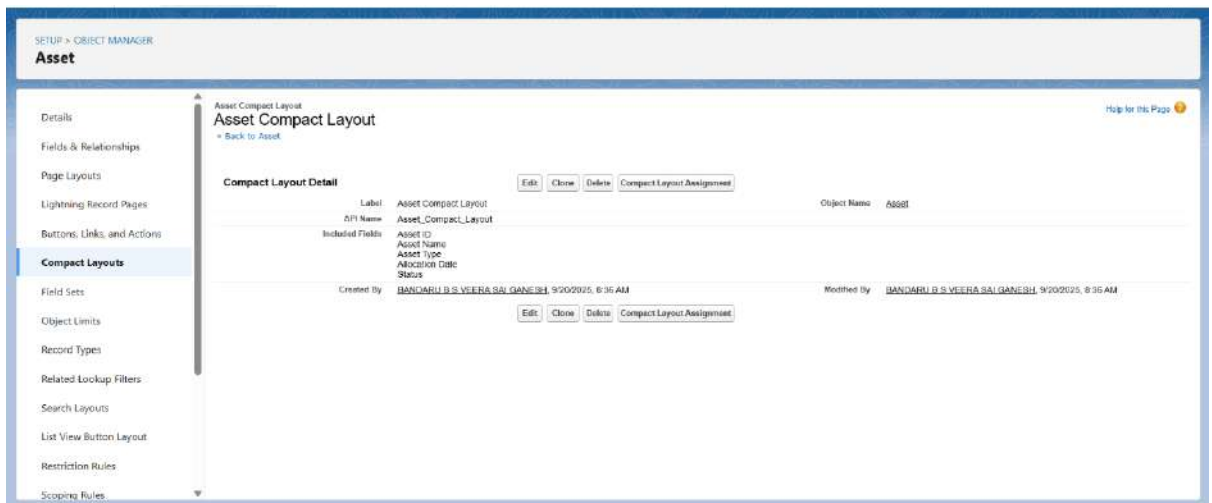 SETUP > OBJECT MANAGER
Asset
Details
Fields & Relationships
Page Layouts
Lightning Record Pages
Buttons, Links, and Actions
Compact Layouts
Field Sets
Object Limits
Record Types
Related Lookup Filters
Search Layouts
List View Button Layout
Restriction Rules
Scoping Rules
Asset Compact Layout
Asset Compact Layout
« Back to Asset
Help for this Page
Compact Layout Detail
Edit Clone Delete Compact Layout Assignment
Label Asset Compact Layout Object Name Asset
API Name Asset_Compact_Layout
Included Fields Asset ID
Asset Name
Asset Type
Allocation Date
Status
Created By BANDARU B S VEERA SAI GANESH, 9/20/2025, 8:35 AM Modified By BANDARU B S VEERA SAI GANESH, 9/20/2025, 8:35 AM
Edit Clone Delete Compact Layout Assignment